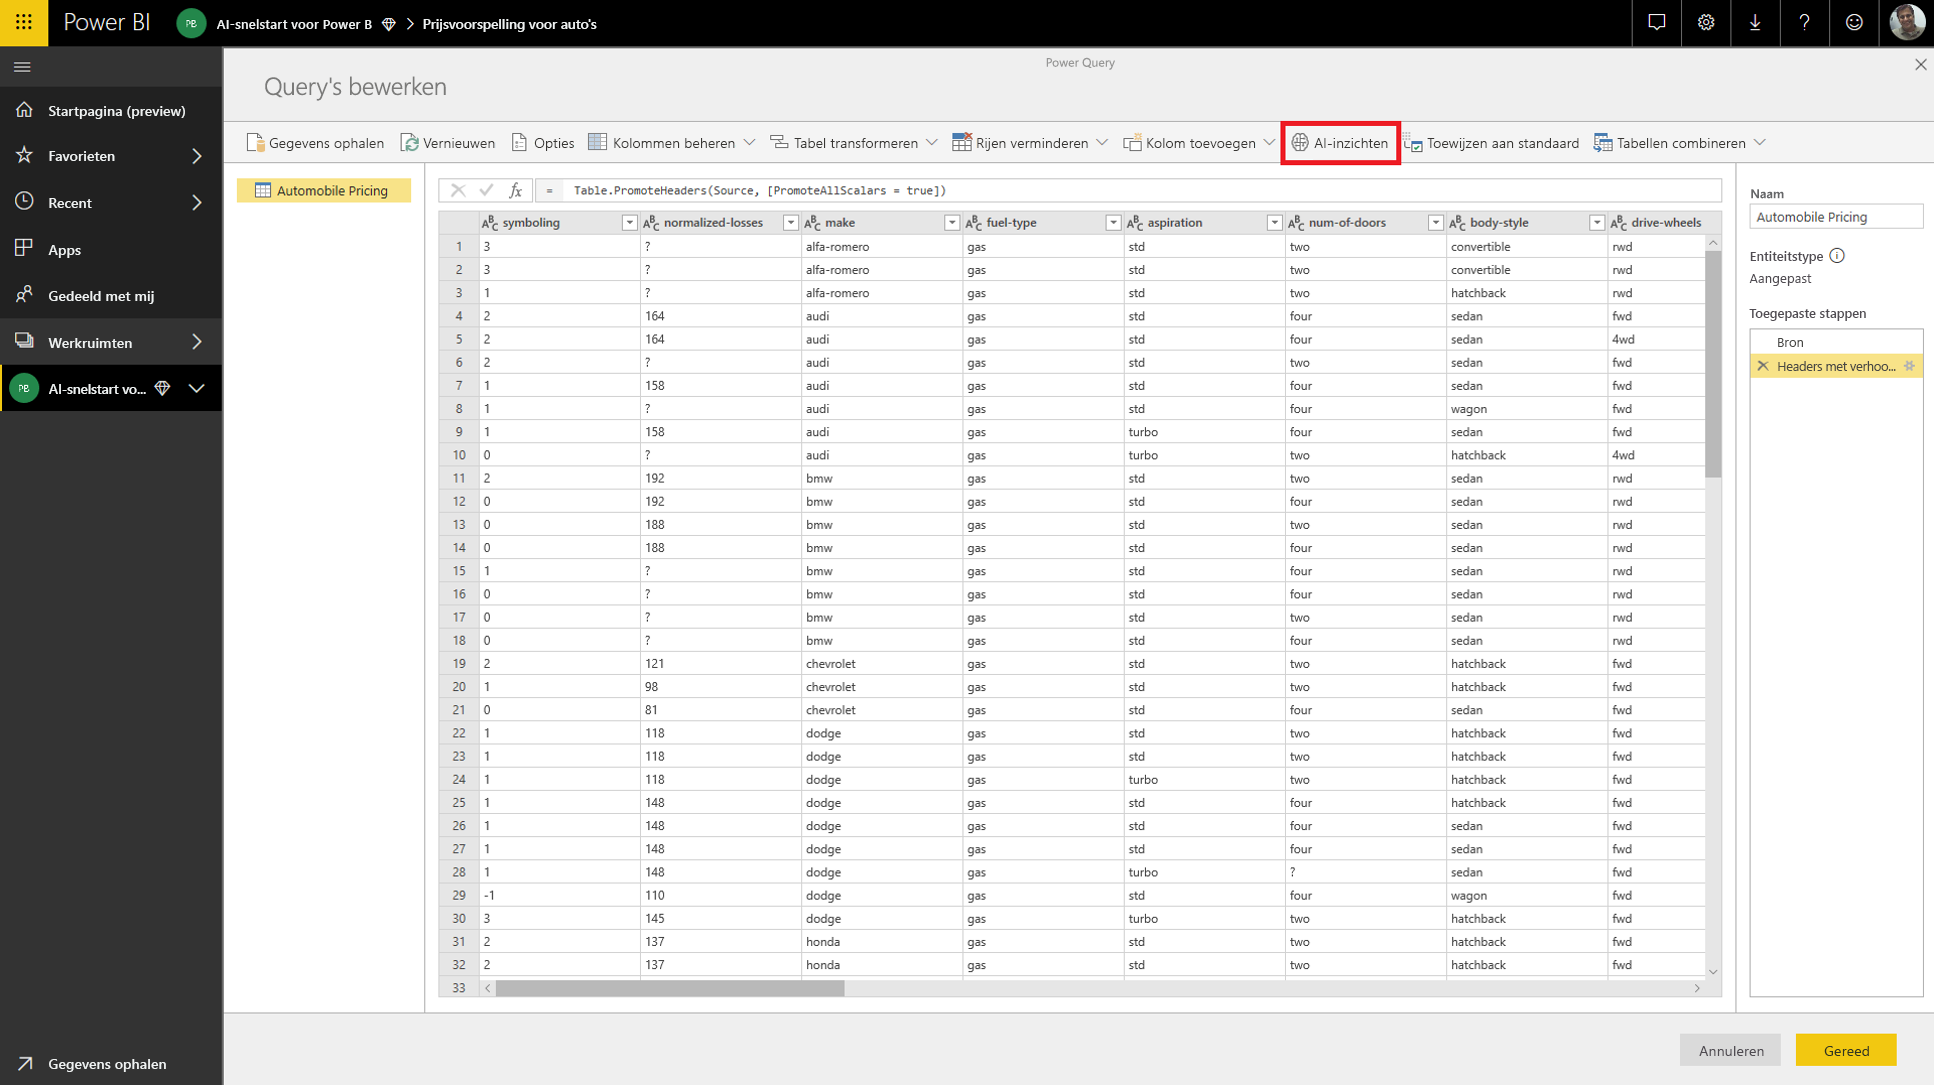 Power BI PB AI-snelstart voor Power B > Prijsvoorspelling voor auto's ?
Power Query
Query's bewerken
Startpagina (preview)
Favorieten
Recent
Apps
Gedeeld met mij
Werkruimten
PB AI-snelstart vo...
Gegevens ophalen
Gegevens ophalen Vernieuwen Opties Kolommen beheren Tabel transformeren Rijen verminderen Kolom toevoegen AI-inzichten Toewijzen aan standaard Tabellen combineren
Automobile Pricing
fx = Table.PromoteHeaders(Source, [PromoteAllScalars = true])
ABC symboling ABC normalized-losses ABC make ABC fuel-type ABC aspiration ABC num-of-doors ABC body-style ABC drive-wheels
1 3 ? alfa-romero gas std two convertible rwd
2 3 ? alfa-romero gas std two convertible rwd
3 1 ? alfa-romero gas std two hatchback rwd
4 2 164 audi gas std four sedan fwd
5 2 164 audi gas std four sedan 4wd
6 2 ? audi gas std two sedan fwd
7 1 158 audi gas std four sedan fwd
8 1 ? audi gas std four wagon fwd
9 1 158 audi gas turbo four sedan fwd
10 0 ? audi gas turbo two hatchback 4wd
11 2 192 bmw gas std two sedan rwd
12 0 192 bmw gas std four sedan rwd
13 0 188 bmw gas std two sedan rwd
14 0 188 bmw gas std four sedan rwd
15 1 ? bmw gas std four sedan rwd
16 0 ? bmw gas std four sedan rwd
17 0 ? bmw gas std two sedan rwd
18 0 ? bmw gas std four sedan rwd
19 2 121 chevrolet gas std two hatchback fwd
20 1 98 chevrolet gas std two hatchback fwd
21 0 81 chevrolet gas std four sedan fwd
22 1 118 dodge gas std two hatchback fwd
23 1 118 dodge gas std two hatchback fwd
24 1 118 dodge gas turbo two hatchback fwd
25 1 148 dodge gas std four hatchback fwd
26 1 148 dodge gas std four sedan fwd
27 1 148 dodge gas std four sedan fwd
28 1 148 dodge gas turbo ? sedan fwd
29 -1 110 dodge gas std four wagon fwd
30 3 145 dodge gas turbo two hatchback fwd
31 2 137 honda gas std two hatchback fwd
32 2 137 honda gas std two hatchback fwd
33
Naam
Automobile Pricing
Entiteitstype
Aangepast
Toegepaste stappen
Bron
Headers met verhoo...
Annuleren Gereed